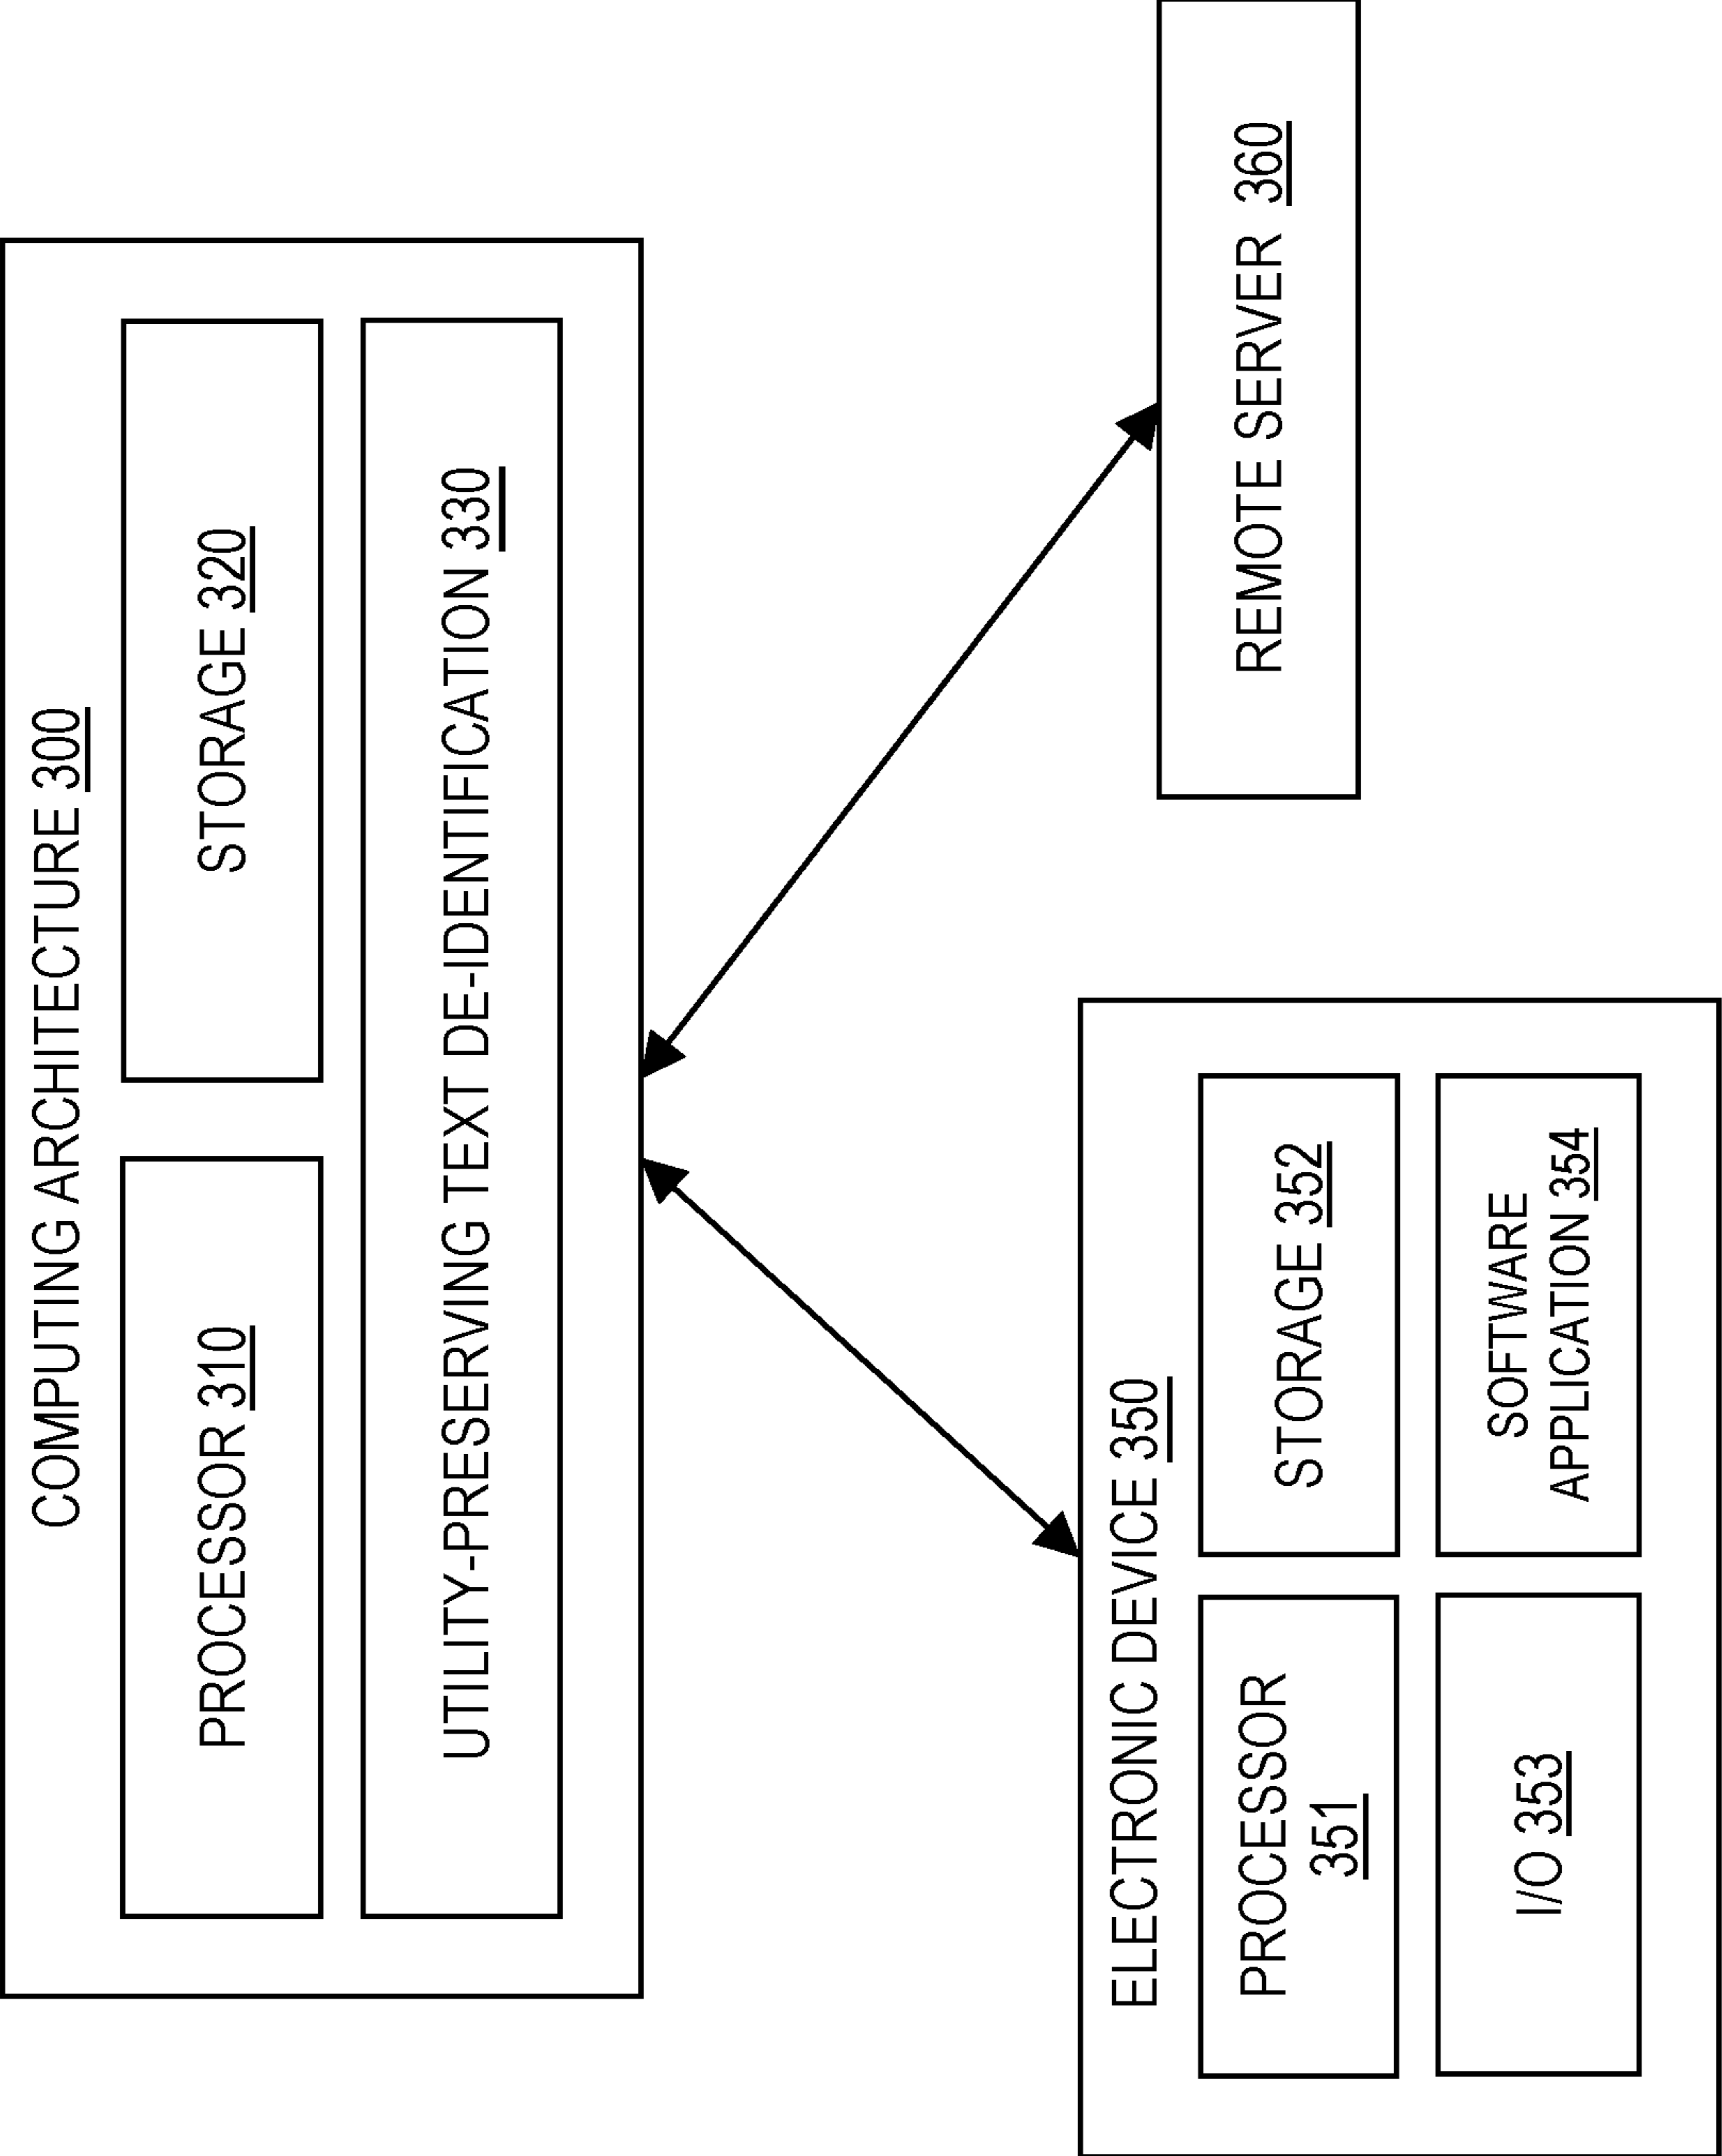 COMPUTING ARCHITECTURE 300
PROCESSOR 310
STORAGE 320
UTILITY-PRESERVING TEXT DE-IDENTIFICATION 330
ELECTRONIC DEVICE 350
PROCESSOR
351
STORAGE 352
I/O 353
SOFTWARE
APPLICATION 354
REMOTE SERVER 360